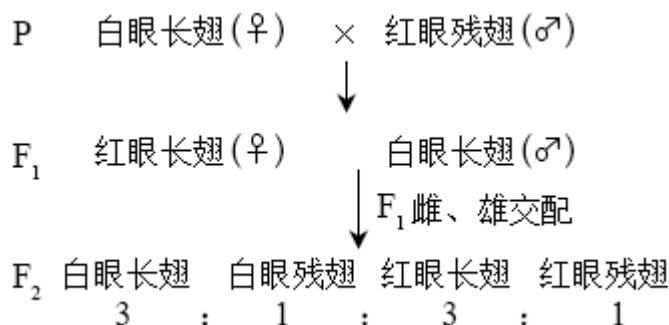 P 白眼长翅(♀) × 红眼残翅(♂)
F₁ 红眼长翅(♀) 白眼长翅(♂)
F₁雌、雄交配
F₂ 白眼长翅 白眼残翅 红眼长翅 红眼残翅
3 : 1 : 3 : 1